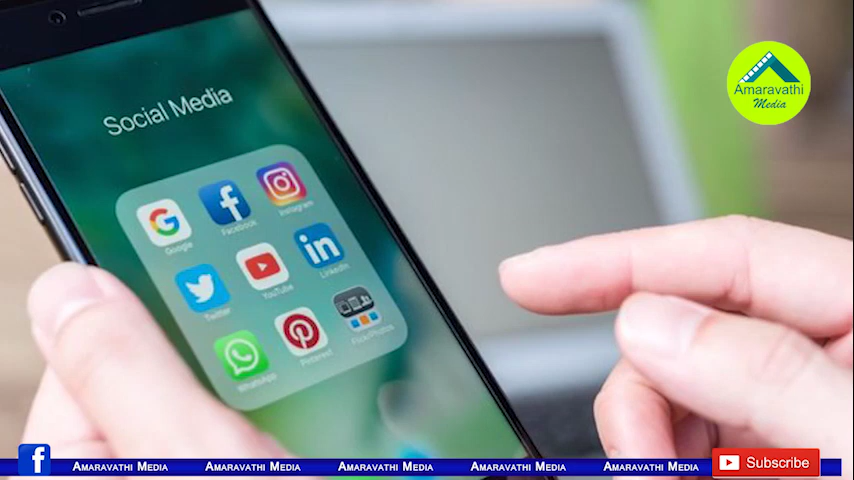 Social Media
Amaravathi
Media
Google
Facebook
Instagram
Twitter
YouTube
LinkedIn
WhatsApp
Pinterest
AMARAVATHI MEDIA AMARAVATHI MEDIA AMARAVATHI MEDIA AMARAVATHI MEDIA AMARAVATHI MEDIA
Subscribe